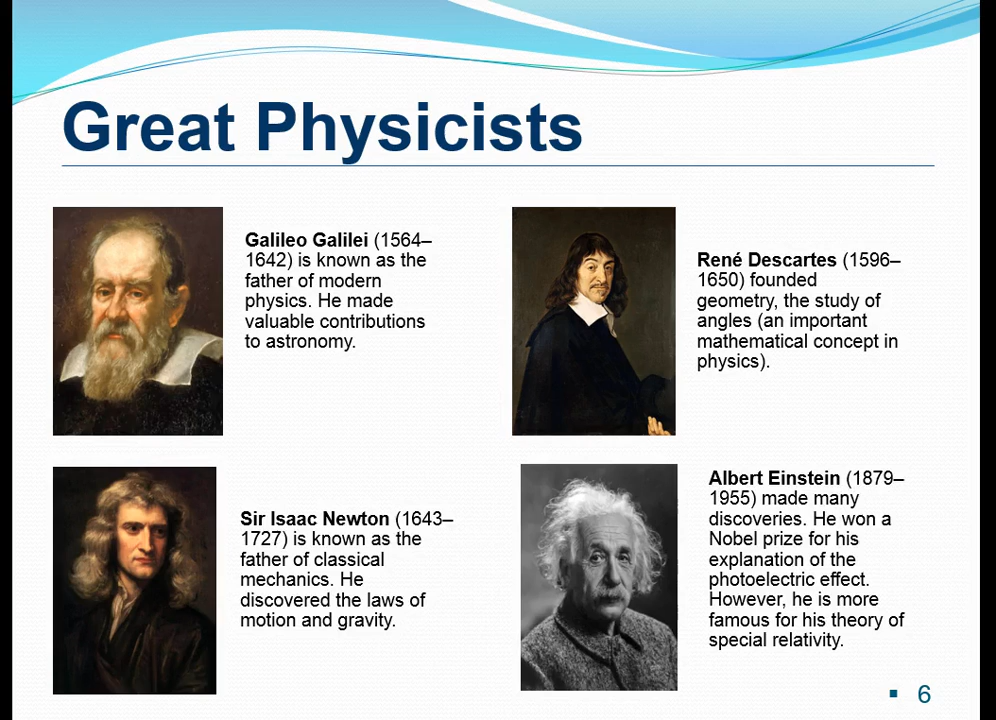 Great Physicists
Galileo Galilei (1564–
1642) is known as the
father of modern
physics. He made
valuable contributions
to astronomy.
René Descartes (1596–
1650) founded
geometry, the study of
angles (an important
mathematical concept in
physics).
Sir Isaac Newton (1643–
1727) is known as the
father of classical
mechanics. He
discovered the laws of
motion and gravity.
Albert Einstein (1879–
1955) made many
discoveries. He won a
Nobel prize for his
explanation of the
photoelectric effect.
However, he is more
famous for his theory of
special relativity.
▪ 6